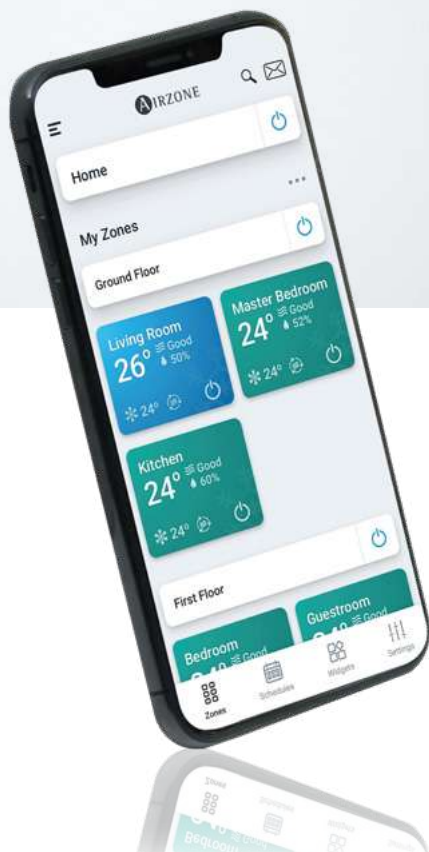 AIRZONE
Home
My Zones
Ground Floor
Living Room
26° Good
50%
24°
Master Bedroom
24° Good
52%
24°
Kitchen
24° Good
60%
24°
First Floor
Bedroom
Good
Guestroom
Good
Zones
Schedules
Widgets
Settings